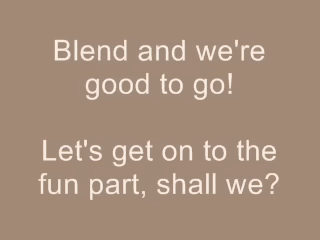 Blend and we're
good to go!
Let's get on to the
fun part, shall we?